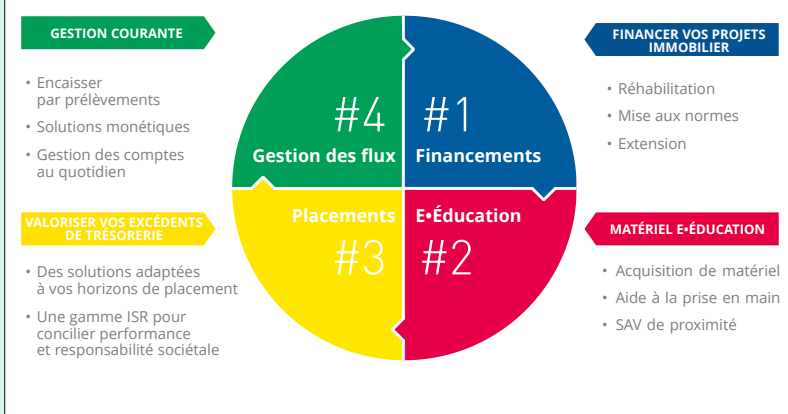 GESTION COURANTE
• Encaisser
par prélèvements
• Solutions monétiques
• Gestion des comptes
au quotidien
VALORISER VOS EXCÉDENTS
DE TRÉSORERIE
• Des solutions adaptées
à vos horizons de placement
• Une gamme ISR pour
concilier performance
et responsabilité sociétale
#4
Gestion des flux
#1
Financements
Placements
#3
E•Éducation
#2
FINANCER VOS PROJETS
IMMOBILIER
• Réhabilitation
• Mise aux normes
• Extension
MATÉRIEL E•ÉDUCATION
• Acquisition de matériel
• Aide à la prise en main
• SAV de proximité